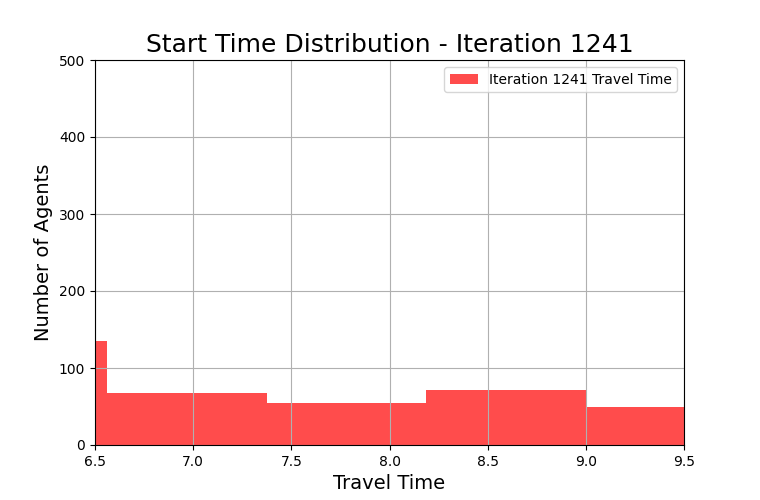 Start Time Distribution - Iteration 1241
500
Iteration 1241 Travel Time
400
300
200
100
0
Number of Agents
6.5 7.0 7.5 8.0 8.5 9.0 9.5
Travel Time